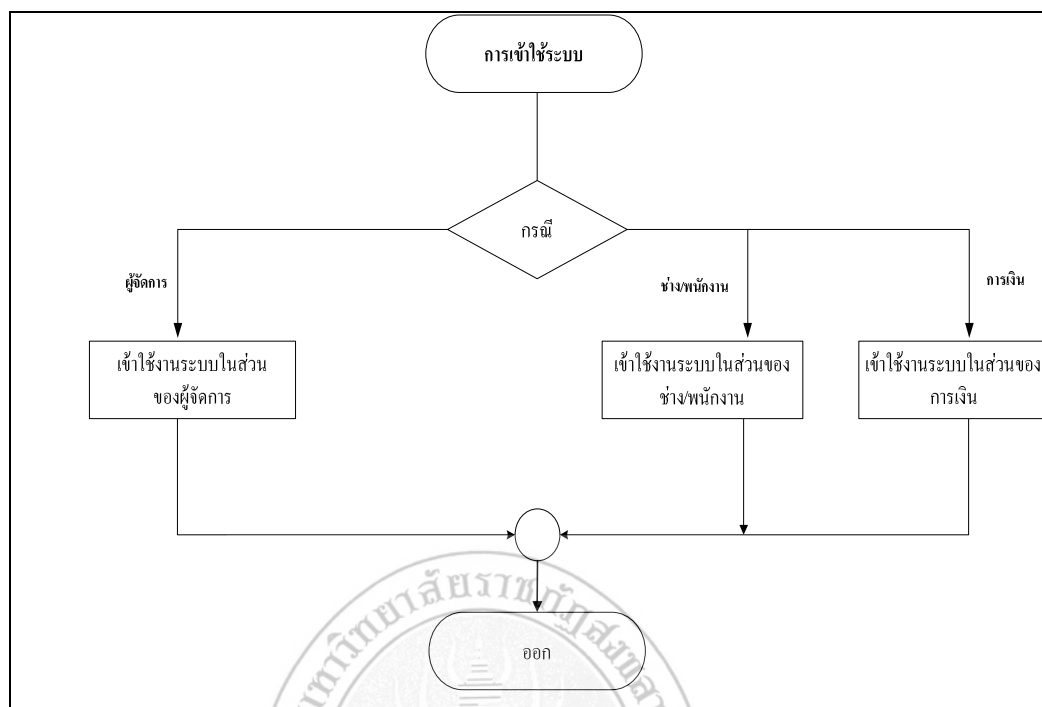 การเข้าใช้ระบบ
กรณี
ผู้จัดการ
ช่าง/พนักงาน
การเงิน
เข้าใช้งานระบบในส่วน
ของผู้จัดการ
เข้าใช้งานระบบในส่วนของ
ช่าง/พนักงาน
เข้าใช้งานระบบในส่วนของ
การเงิน
ออก